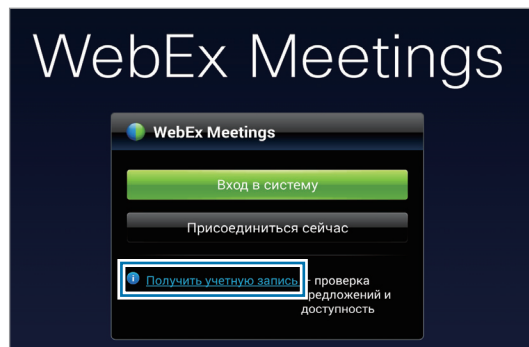 WebEx Meetings
WebEx Meetings
Вход в систему
Присоединиться сейчас
Получить учетную запись – проверка
предложений и
доступность